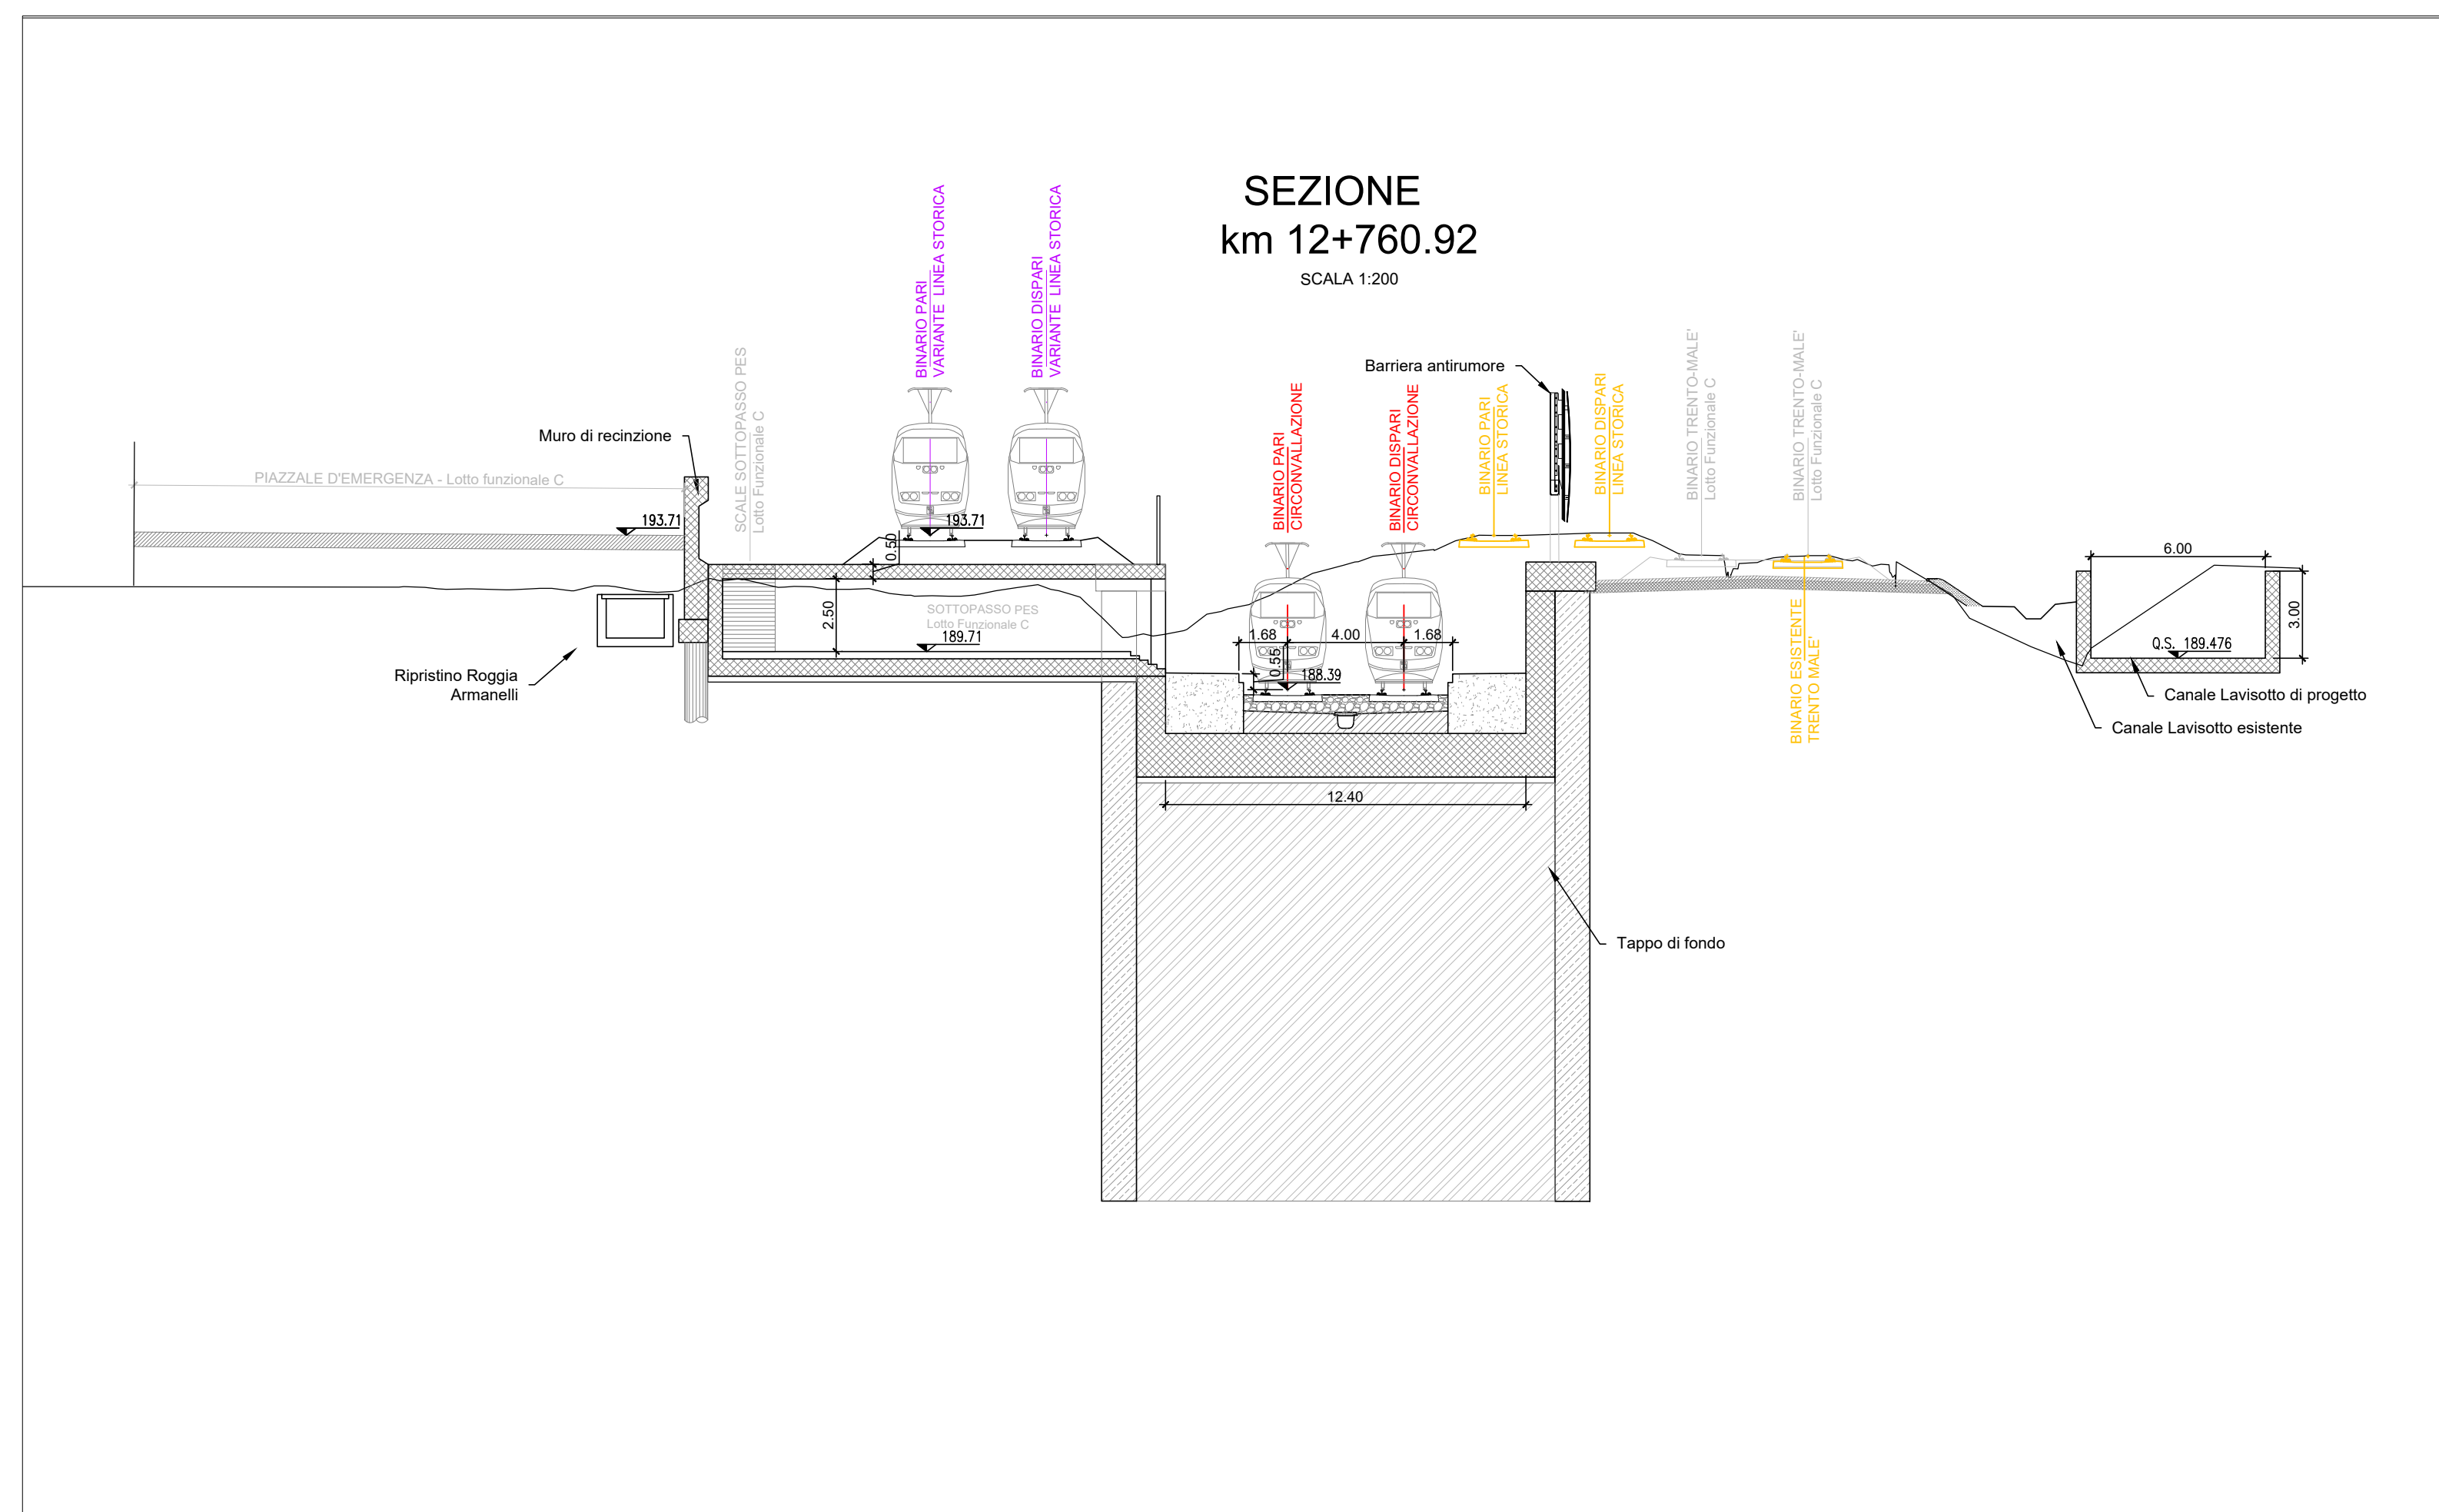 SEZIONE
km 12+760.92
SCALA 1:200
BINARIO PARI
VARIANTE LINEA STORICA
BINARIO DISPARI
VARIANTE LINEA STORICA
SCALE SOTTOPASSO PES
Lotto Funzionale C
Muro di recinzione
PIAZZALE D'EMERGENZA - Lotto funzionale C
193.71
193.71
0.50
2.50
SOTTOPASSO PES
Lotto Funzionale C
189.71
Ripristino Roggia
Armanelli
BINARIO PARI
CIRCONVALLAZIONE
BINARIO DISPARI
CIRCONVALLAZIONE
Barriera antirumore
BINARIO PARI
LINEA STORICA
BINARIO DISPARI
LINEA STORICA
BINARIO TRENTO-MALE'
Lotto Funzionale C
BINARIO TRENTO-MALE'
Lotto Funzionale C
1.68
4.00
1.68
0.55
188.39
12.40
BINARIO ESISTENTE
TRENTO MALE'
6.00
3.00
Q.S. 189.476
Canale Lavisotto di progetto
Canale Lavisotto esistente
Tappo di fondo